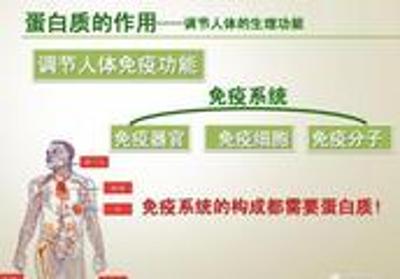 蛋白质的作用——调节人体的生理功能
调节人体免疫功能
免疫系统
免疫器官 免疫细胞 免疫分子
免疫系统的构成都需要蛋白质！